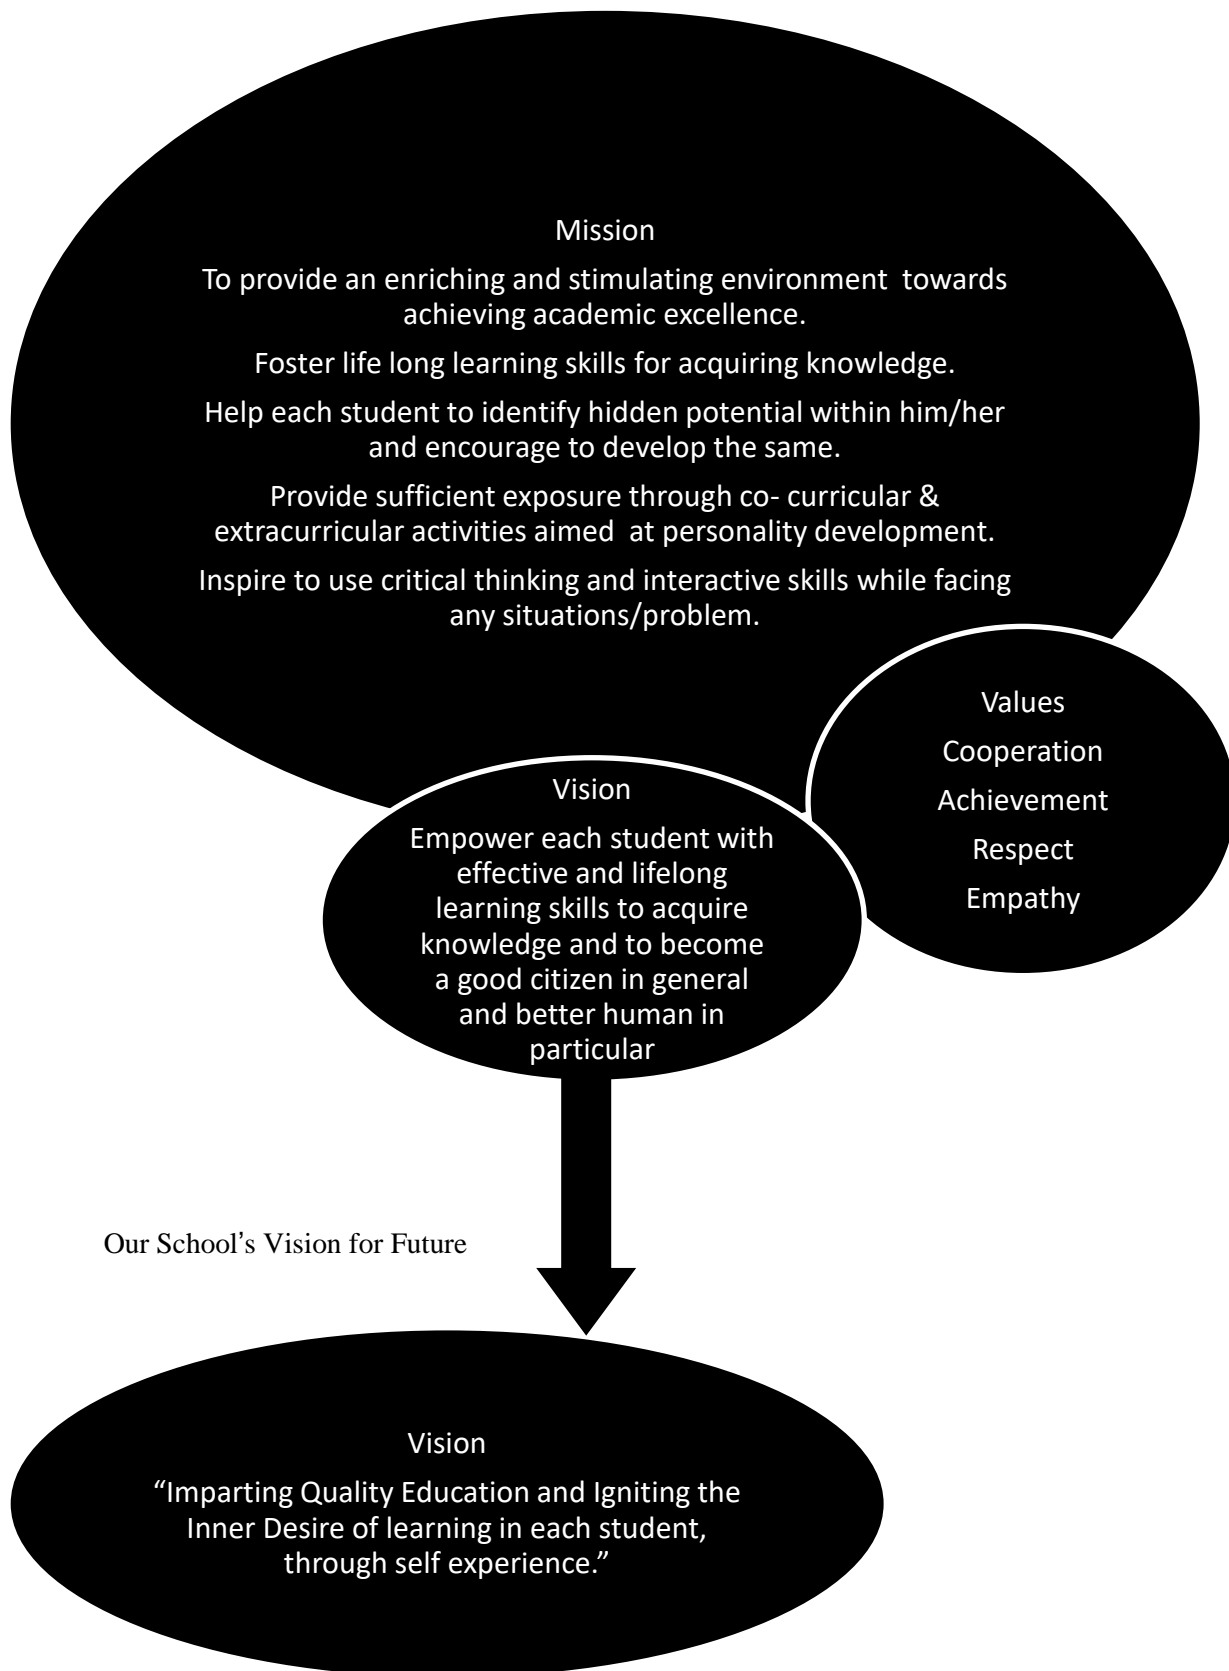 Mission
To provide an enriching and stimulating environment  towards
achieving academic excellence.
Foster life long learning skills for acquiring knowledge.
Help each student to identify hidden potential within him/her
and encourage to develop the same.
Provide sufficient exposure through co- curricular &
extracurricular activities aimed  at personality development.
Inspire to use critical thinking and interactive skills while facing
any situations/problem.
Values
Cooperation
Achievement
Respect
Empathy
Vision
Empower each student with
effective and lifelong
learning skills to acquire
knowledge and to become
a good citizen in general
and better human in
particular
Our School’s Vision for Future
Vision
“Imparting Quality Education and Igniting the
Inner Desire of learning in each student,
through self experience.”